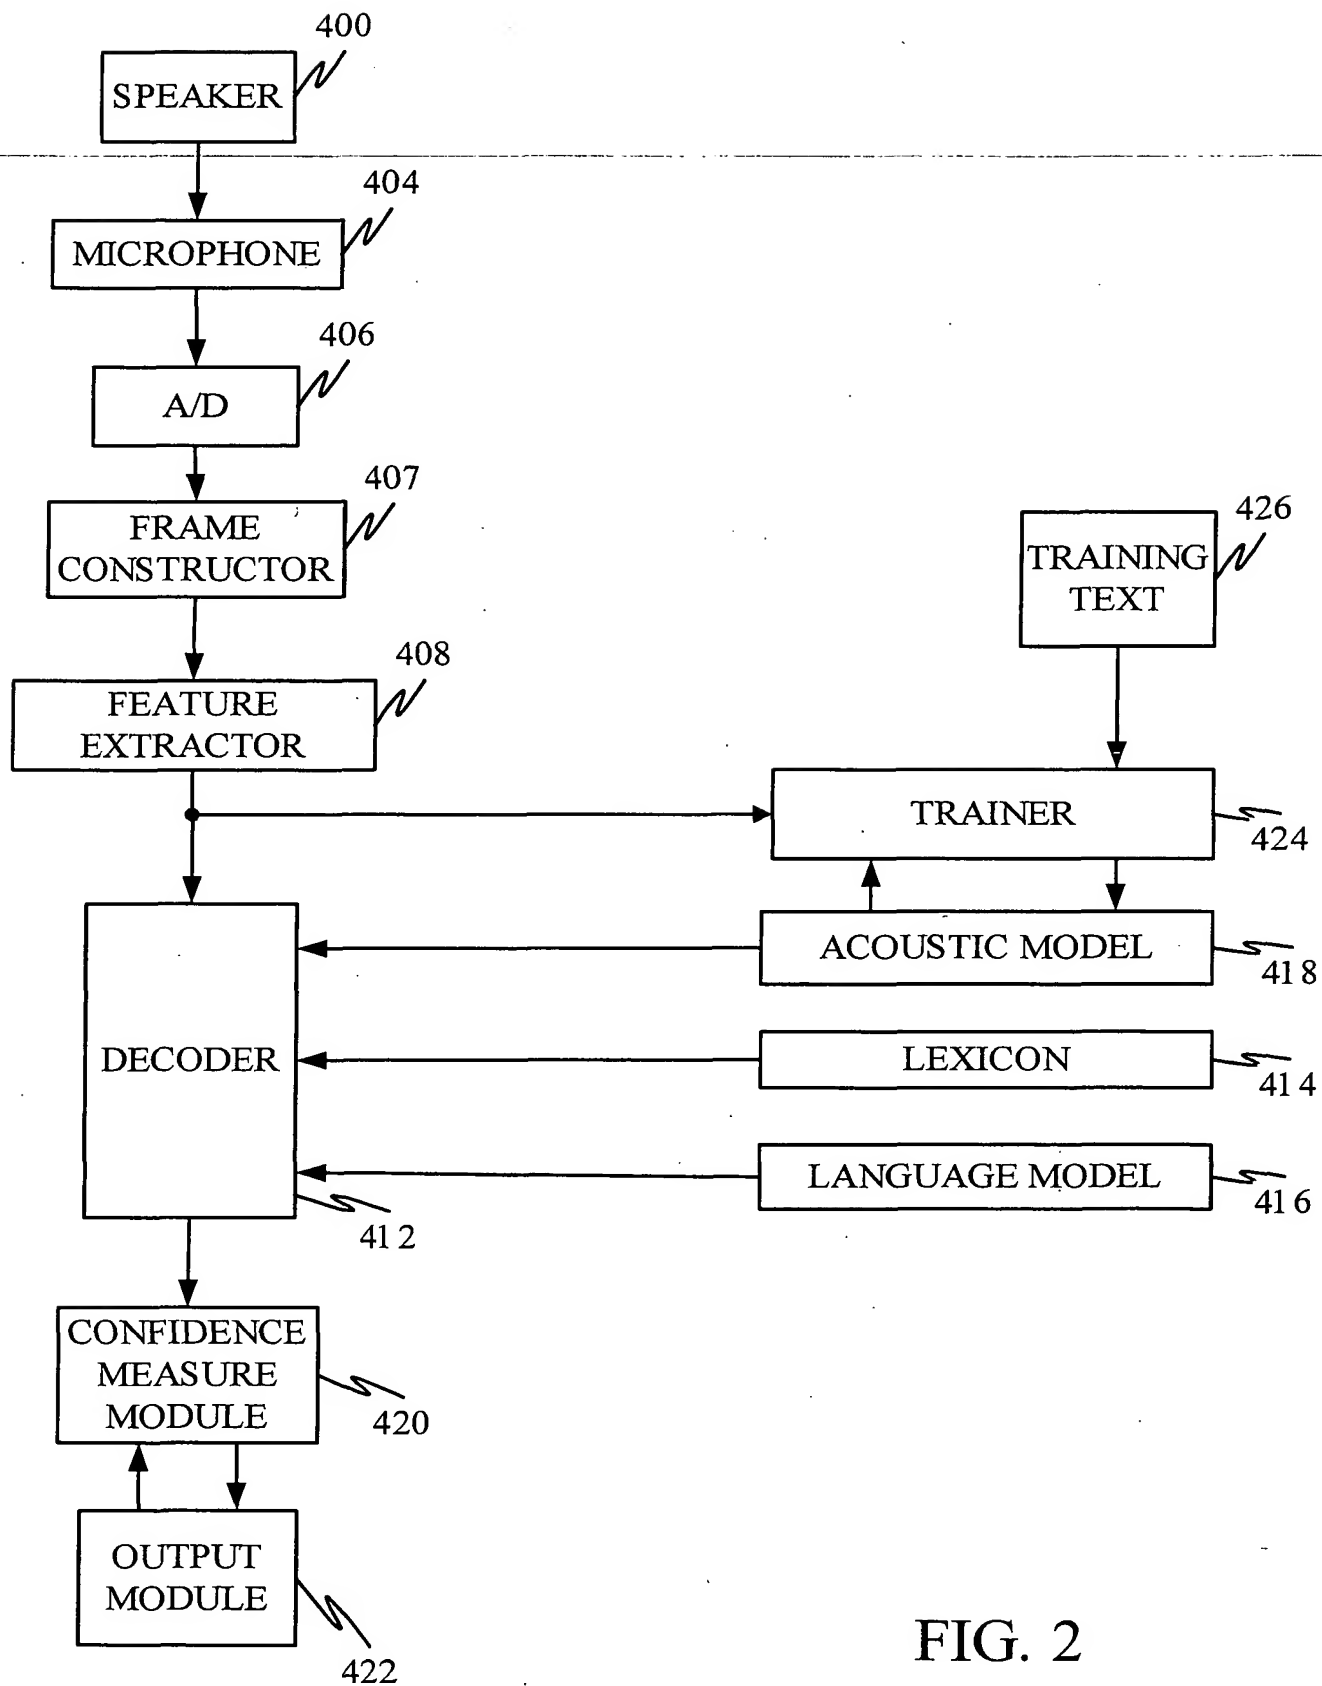 400
SPEAKER
404
MICROPHONE
406
A/D
407
FRAME
CONSTRUCTOR
426
TRAINING
TEXT
408
FEATURE
EXTRACTOR
TRAINER
424
ACOUSTIC MODEL
418
DECODER
LEXICON
414
LANGUAGE MODEL
416
412
CONFIDENCE
MEASURE
MODULE
420
OUTPUT
MODULE
422
FIG. 2